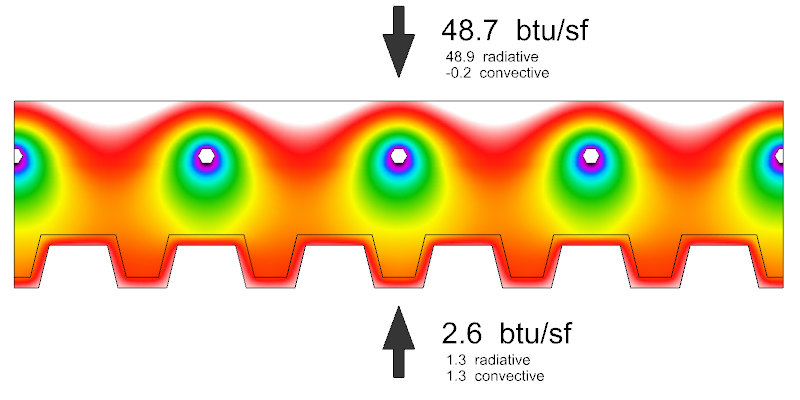 48.7 btu/sf
48.9 radiative
-0.2 convective
2.6 btu/sf
1.3 radiative
1.3 convective